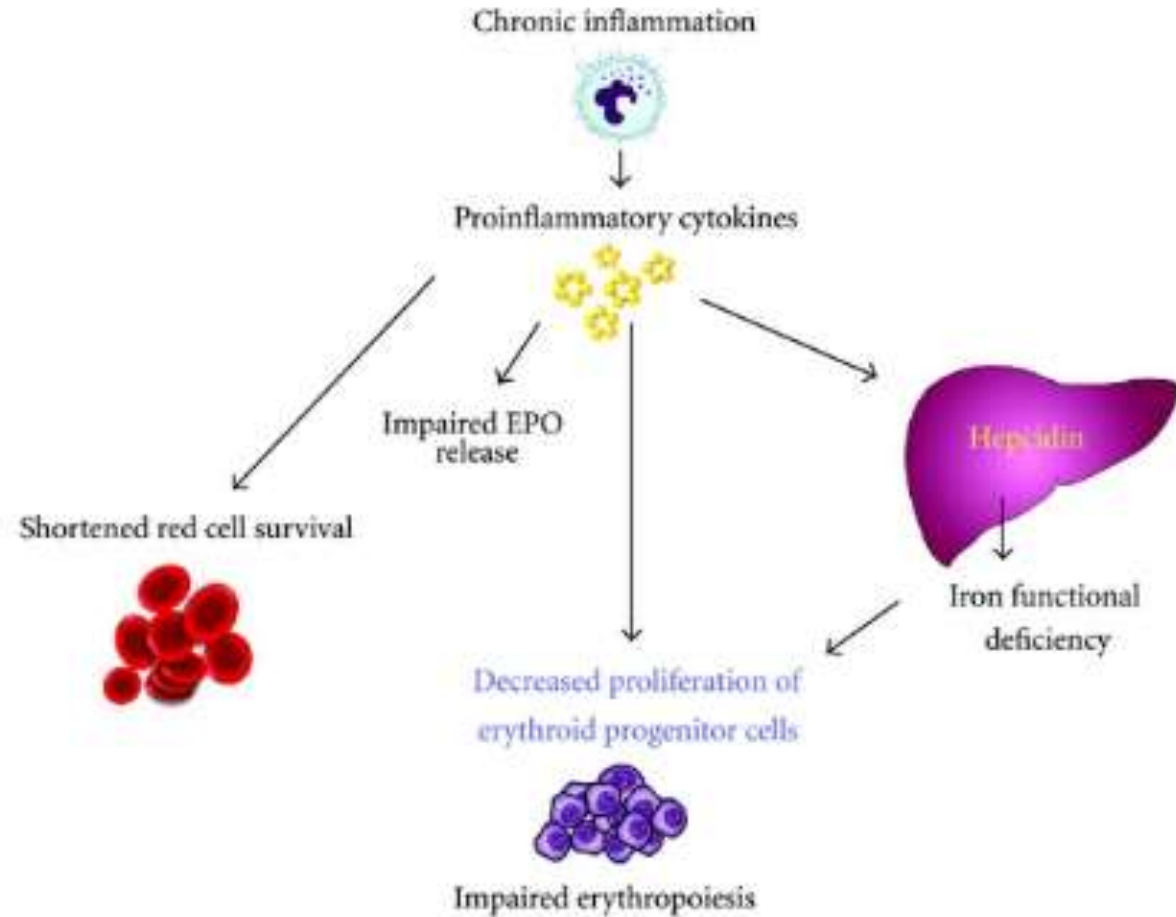 Chronic inflammation
Proinflammatory cytokines
Impaired EPO
release
Hepcidin
Shortened red cell survival
Iron functional
deficiency
Decreased proliferation of
erythroid progenitor cells
Impaired erythropoiesis